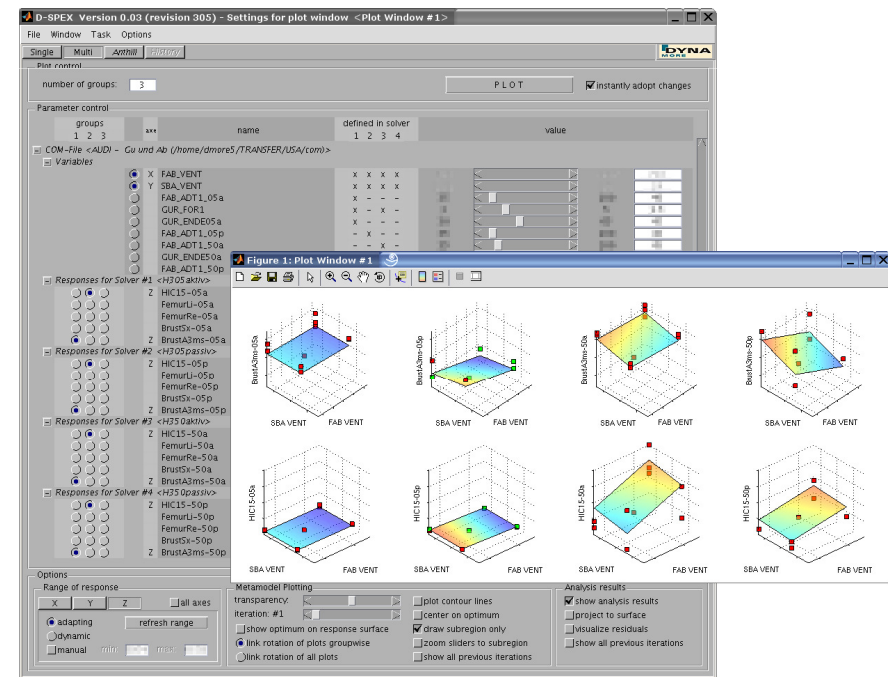 D-SPEX Version 0.03 (revision 305) - Settings for plot window <Plot Window #1>
File Window Task Options
Single Multi Anthill History
DYNA
MORE
Plot control
number of groups: 3 PLOT instantly adopt changes
Parameter control
groups axe name defined in solver value
1 2 3 1 2 3 4
COM-File <AUDI - Gu und Ab (/home/dmore5/TRANSFER/USA/com)>
Variables
X FAB_VENT x x x x
Y SBA_VENT x x x x
FAB_ADT1_05a x - - -
GUR_FOR1 x - x -
GUR_ENDE05a x - - -
FAB_ADT1_05p - x - -
FAB_ADT1_50a - - x -
GUR_ENDE50a
FAB_ADT1_50p
Responses for Solver #1 <H305aktiv>
Z HIC15-05a
FemurLi-05a
FemurRe-05a
BrustSx-05a
Z BrustA3ms-05a
Responses for Solver #2 <H305passiv>
Z HIC15-05p
FemurLi-05p
FemurRe-05p
BrustSx-05p
Z BrustA3ms-05p
Responses for Solver #3 <H350aktiv>
Z HIC15-50a
FemurLi-50a
FemurRe-50a
BrustSx-50a
Z BrustA3ms-50a
Responses for Solver #4 <H350passiv>
Z HIC15-50p
FemurLi-50p
FemurRe-50p
BrustSx-50p
Z BrustA3ms-50p
Figure 1: Plot Window #1
BrustA3ms-05a SBA VENT FAB VENT
BrustA3ms-05p SBA VENT FAB VENT
BrustA3ms-50a SBA VENT FAB VENT
BrustA3ms-50p SBA VENT FAB VENT
HIC15-05a SBA VENT FAB VENT
HIC15-05p SBA VENT FAB VENT
HIC15-50a SBA VENT FAB VENT
HIC15-50p SBA VENT FAB VENT
Options
Range of response
X Y Z all axes
adapting refresh range
dynamic
manual min max
Metamodel Plotting
transparency: plot contour lines
iteration: #1 center on optimum
show optimum on response surface draw subregion only
link rotation of plots groupwise zoom sliders to subregion
link rotation of all plots show all previous iterations
Analysis results
show analysis results
project to surface
visualize residuals
show all previous iterations